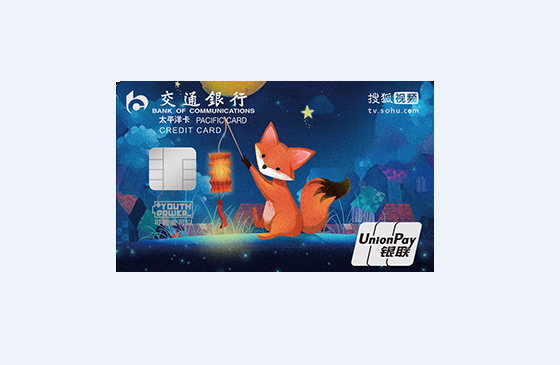 交通銀行
BANK OF COMMUNICATIONS
太平洋卡 PACIFIC CARD
CREDIT CARD
搜狐视频
tv.sohu.com
YOUTH
POWER
UnionPay
银联